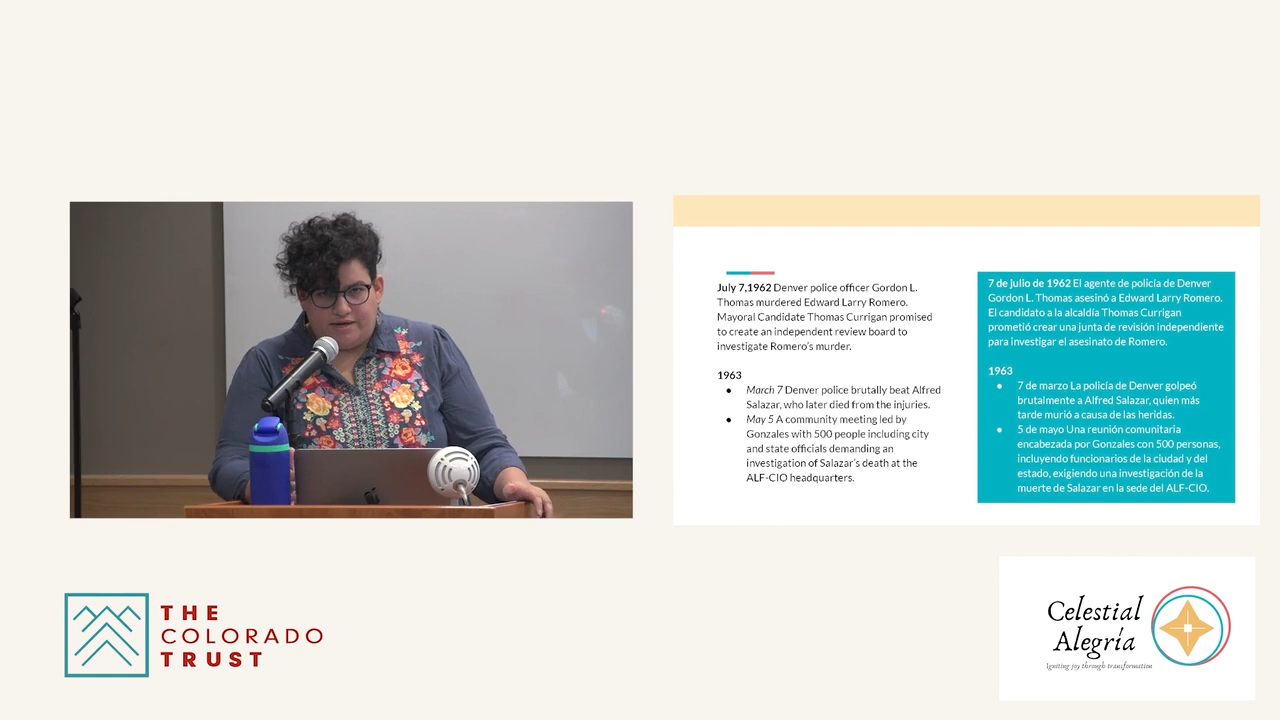 July 7,1962 Denver police officer Gordon L.
Thomas murdered Edward Larry Romero.
Mayoral Candidate Thomas Currigan promised
to create an independent review board to
investigate Romero's murder.
1963
● March 7 Denver police brutally beat Alfred
Salazar, who later died from the injuries.
● May 5 A community meeting led by
Gonzales with 500 people including city
and state officials demanding an
investigation of Salazar's death at the
ALF-CIO headquarters.
7 de julio de 1962 El agente de policía de Denver
Gordon L. Thomas asesinó a Edward Larry Romero.
El candidato a la alcaldía Thomas Currigan
prometió crear una junta de revisión independiente
para investigar el asesinato de Romero.
1963
● 7 de marzo La policía de Denver golpeó
brutalmente a Alfred Salazar, quien más
tarde murió a causa de las heridas.
● 5 de mayo Una reunión comunitaria
encabezada por Gonzales con 500 personas,
incluyendo funcionarios de la ciudad y del
estado, exigiendo una investigación de la
muerte de Salazar en la sede del ALF-CIO.
THE
COLORADO
TRUST
Celestial
Alegría
Igniting joy through transformation